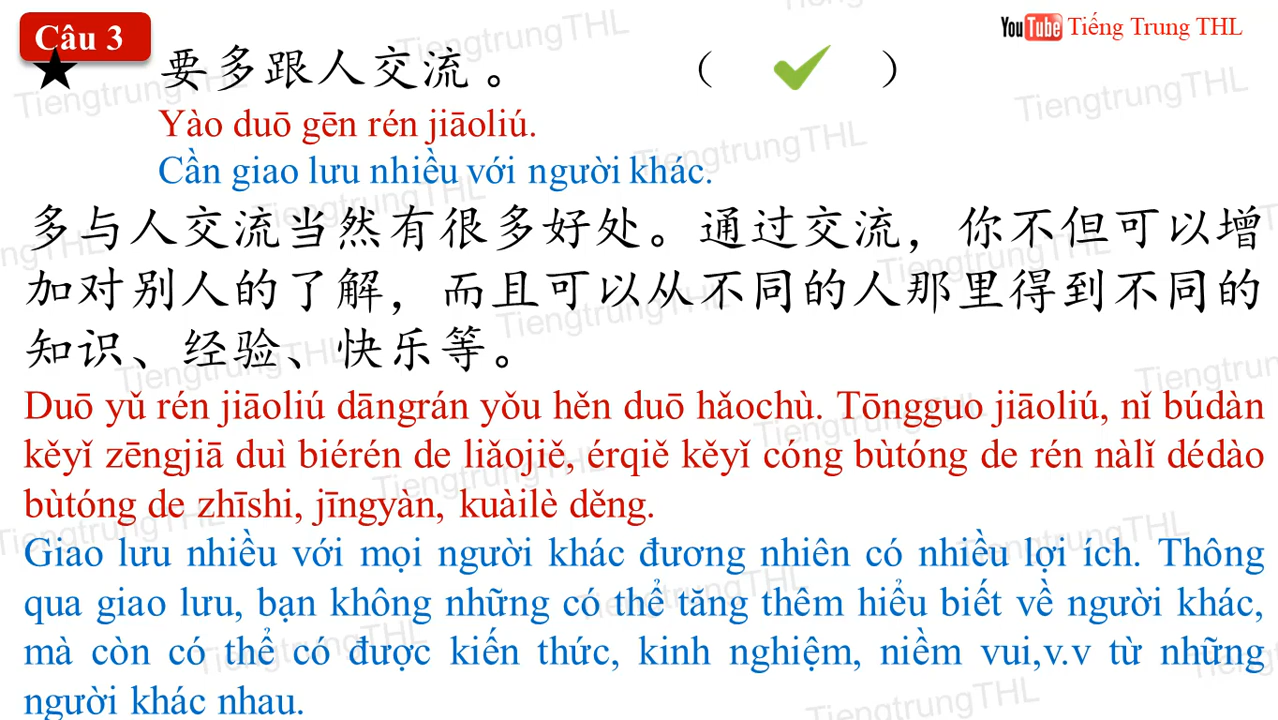 Câu 3
YouTube Tiếng Trung THL
★ 要多跟人交流 。 ( ✓ )
Yào duō gēn rén jiāoliú.
Cần giao lưu nhiều với người khác.
多与人交流当然有很多好处。通过交流，你不但可以增
加对别人的了解，而且可以从不同的人那里得到不同的
知识、经验、快乐等。
Duō yǔ rén jiāoliú dāngrán yǒu hěn duō hǎochù. Tōngguo jiāoliú, nǐ búdàn
kěyǐ zēngjiā duì biérén de liǎojiě, érqiě kěyǐ cóng bùtóng de rén nàlǐ dédào
bùtóng de zhīshi, jīngyàn, kuàilè děng.
Giao lưu nhiều với mọi người khác đương nhiên có nhiều lợi ích. Thông
qua giao lưu, bạn không những có thể tăng thêm hiểu biết về người khác,
mà còn có thể có được kiến thức, kinh nghiệm, niềm vui,v.v từ những
người khác nhau.
TiengtrungTHL